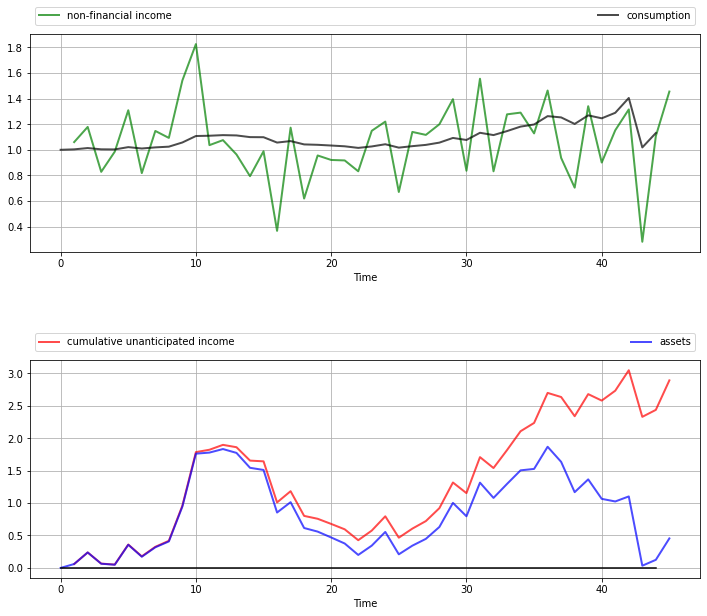 non-financial income consumption
1.8
1.6
1.4
1.2
1.0
0.8
0.6
0.4
0 10 20 30 40
Time
cumulative unanticipated income assets
3.0
2.5
2.0
1.5
1.0
0.5
0.0
0 10 20 30 40
Time